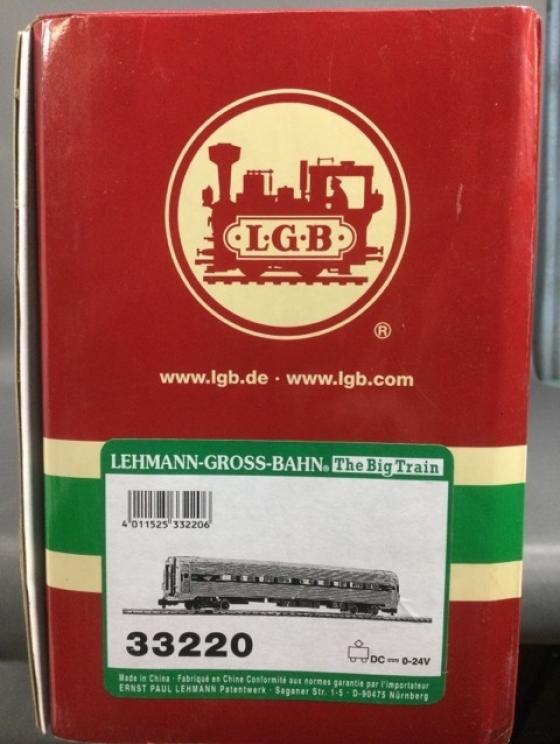 L·G·B
®
www.lgb.de · www.lgb.com
LEHMANN-GROSS-BAHN® The Big Train
4 011525 332206
33220
DC ⎓ 0-24V
Made in China · Fabriqué en Chine Conformité aux normes garantie par l'importateur
ERNST PAUL LEHMANN Patentwerk · Saganer Str. 1-5 · D-90475 Nürnberg